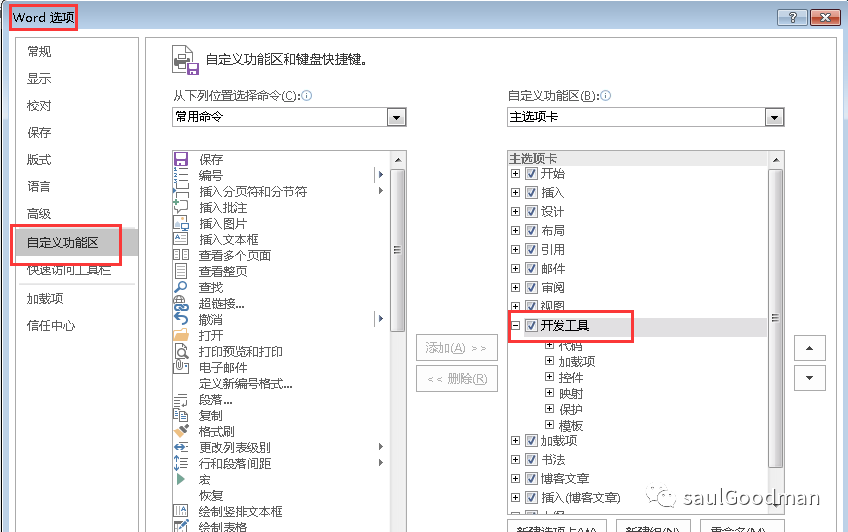 Word 选项
常规
显示
校对
保存
版式
语言
高级
自定义功能区
快速访问工具栏
加载项
信任中心
自定义功能区和键盘快捷键。
从下列位置选择命令(C):
常用命令
保存
编号
插入分页符和分节符
插入批注
插入图片
插入文本框
查看多个页面
查看整页
查找
超链接...
撤消
打开
打印预览和打印
电子邮件
定义新编号格式...
段落...
复制
格式刷
更改列表级别
行和段落间距
宏
恢复
绘制竖排文本框
绘制表格
添加(A) >>
<< 删除(R)
自定义功能区(B):
主选项卡
主选项卡
开始
插入
设计
布局
引用
邮件
审阅
视图
开发工具
代码
加载项
控件
映射
保护
模板
加载项
书法
博客文章
插入(博客文章)
新建选项卡(W)
新建组(N)
重命名(M)...
saulGoodman